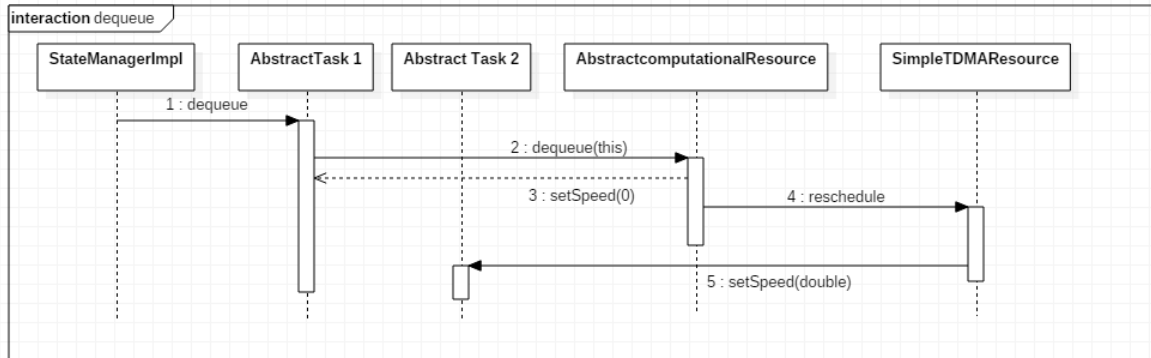 interaction dequeue
StateManagerImpl
AbstractTask 1
Abstract Task 2
AbstractcomputationalResource
SimpleTDMAResource
1 : dequeue
2 : dequeue(this)
3 : setSpeed(0)
4 : reschedule
5 : setSpeed(double)